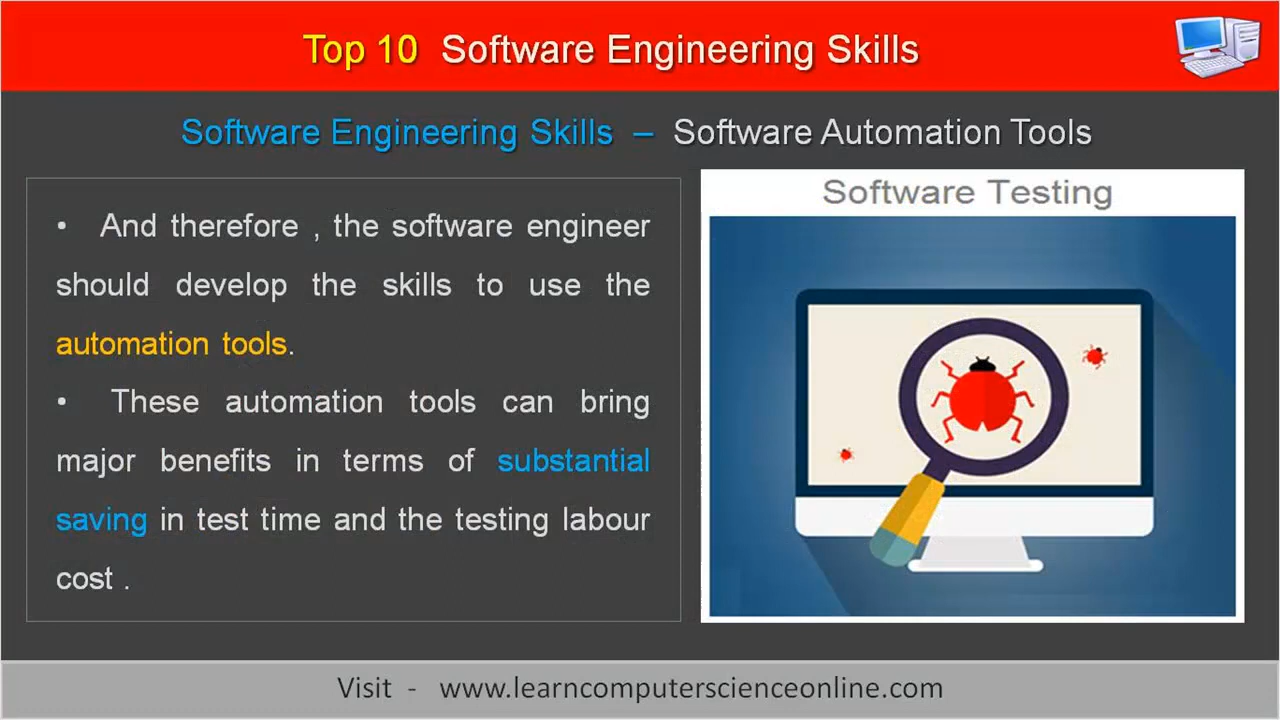 Top 10 Software Engineering Skills
Software Engineering Skills – Software Automation Tools
• And therefore , the software engineer
should develop the skills to use the
automation tools.
• These automation tools can bring
major benefits in terms of substantial
saving in test time and the testing labour
cost .
Software Testing
Visit - www.learncomputerscienceonline.com